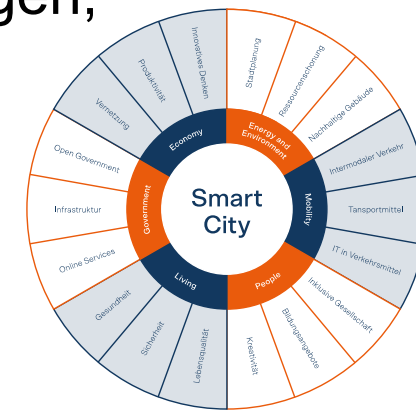 gen,
Smart
City
Energy and
Environment
Stadtplanung
Ressourcenschonung
Nachhaltige Gebäude
Mobility
Intermodaler Verkehr
Tansportmittel
IT in Verkehrsmittel
People
Inklusive Gesellschaft
Bildungsangebote
Kreativität
Living
Lebensqualität
Sicherheit
Gesundheit
Government
Online Services
Infrastruktur
Open Government
Economy
Vernetzung
Produktivität
Innovatives Denken